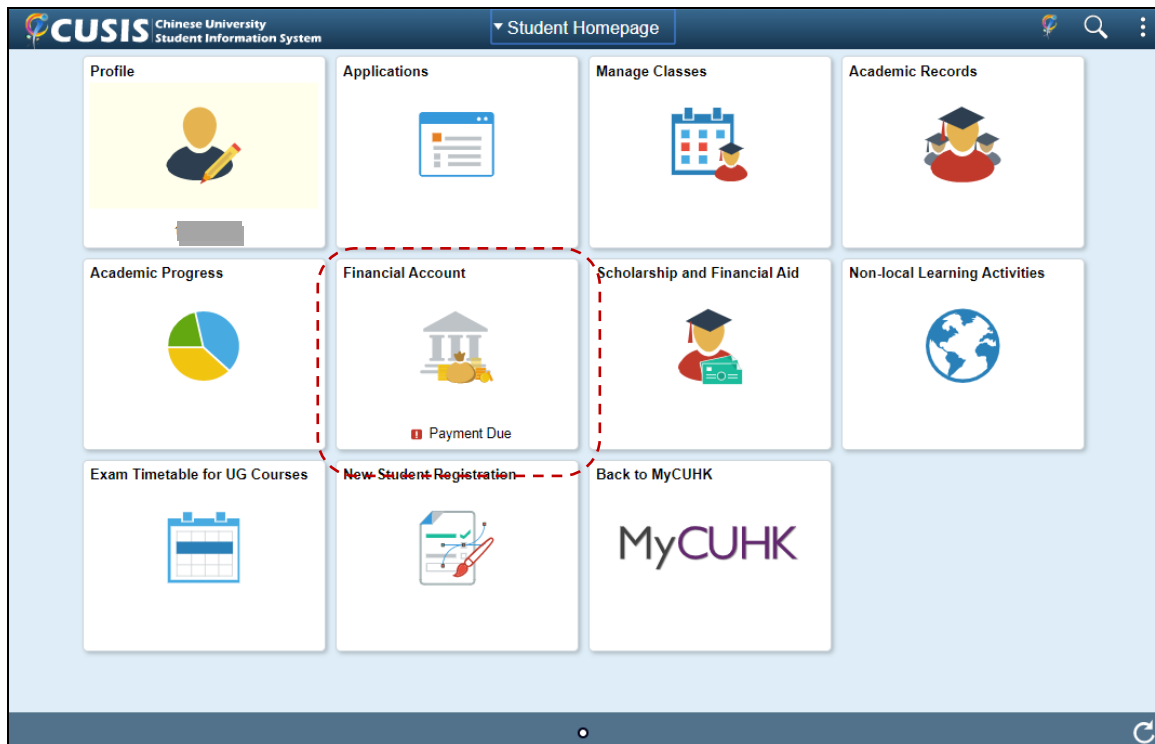 CUSIS Chinese University
Student Information System
Student Homepage
Profile
Applications
Manage Classes
Academic Records
Academic Progress
Financial Account
Scholarship and Financial Aid
Non-local Learning Activities
Payment Due
Exam Timetable for UG Courses
New Student Registration
Back to MyCUHK
MyCUHK